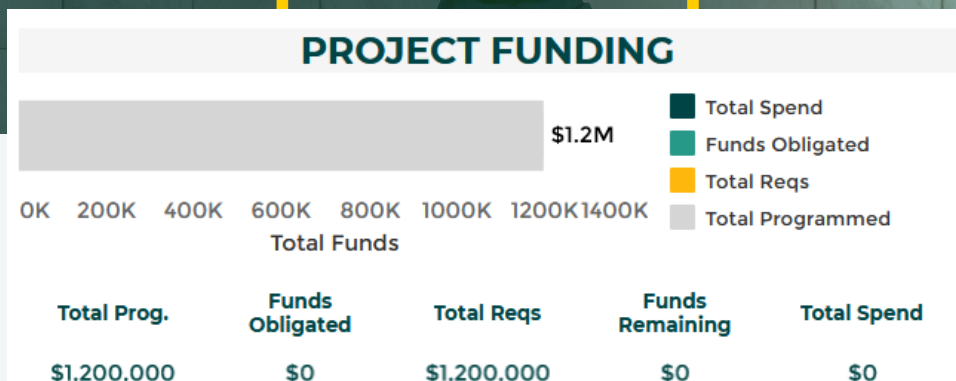 PROJECT FUNDING
$1.2M
Total Spend
Funds Obligated
Total Reqs
Total Programmed
0K 200K 400K 600K 800K 1000K 1200K 1400K
Total Funds
Total Prog.
Funds
Obligated
Total Reqs
Funds
Remaining
Total Spend
$1,200,000 $0 $1,200,000 $0 $0